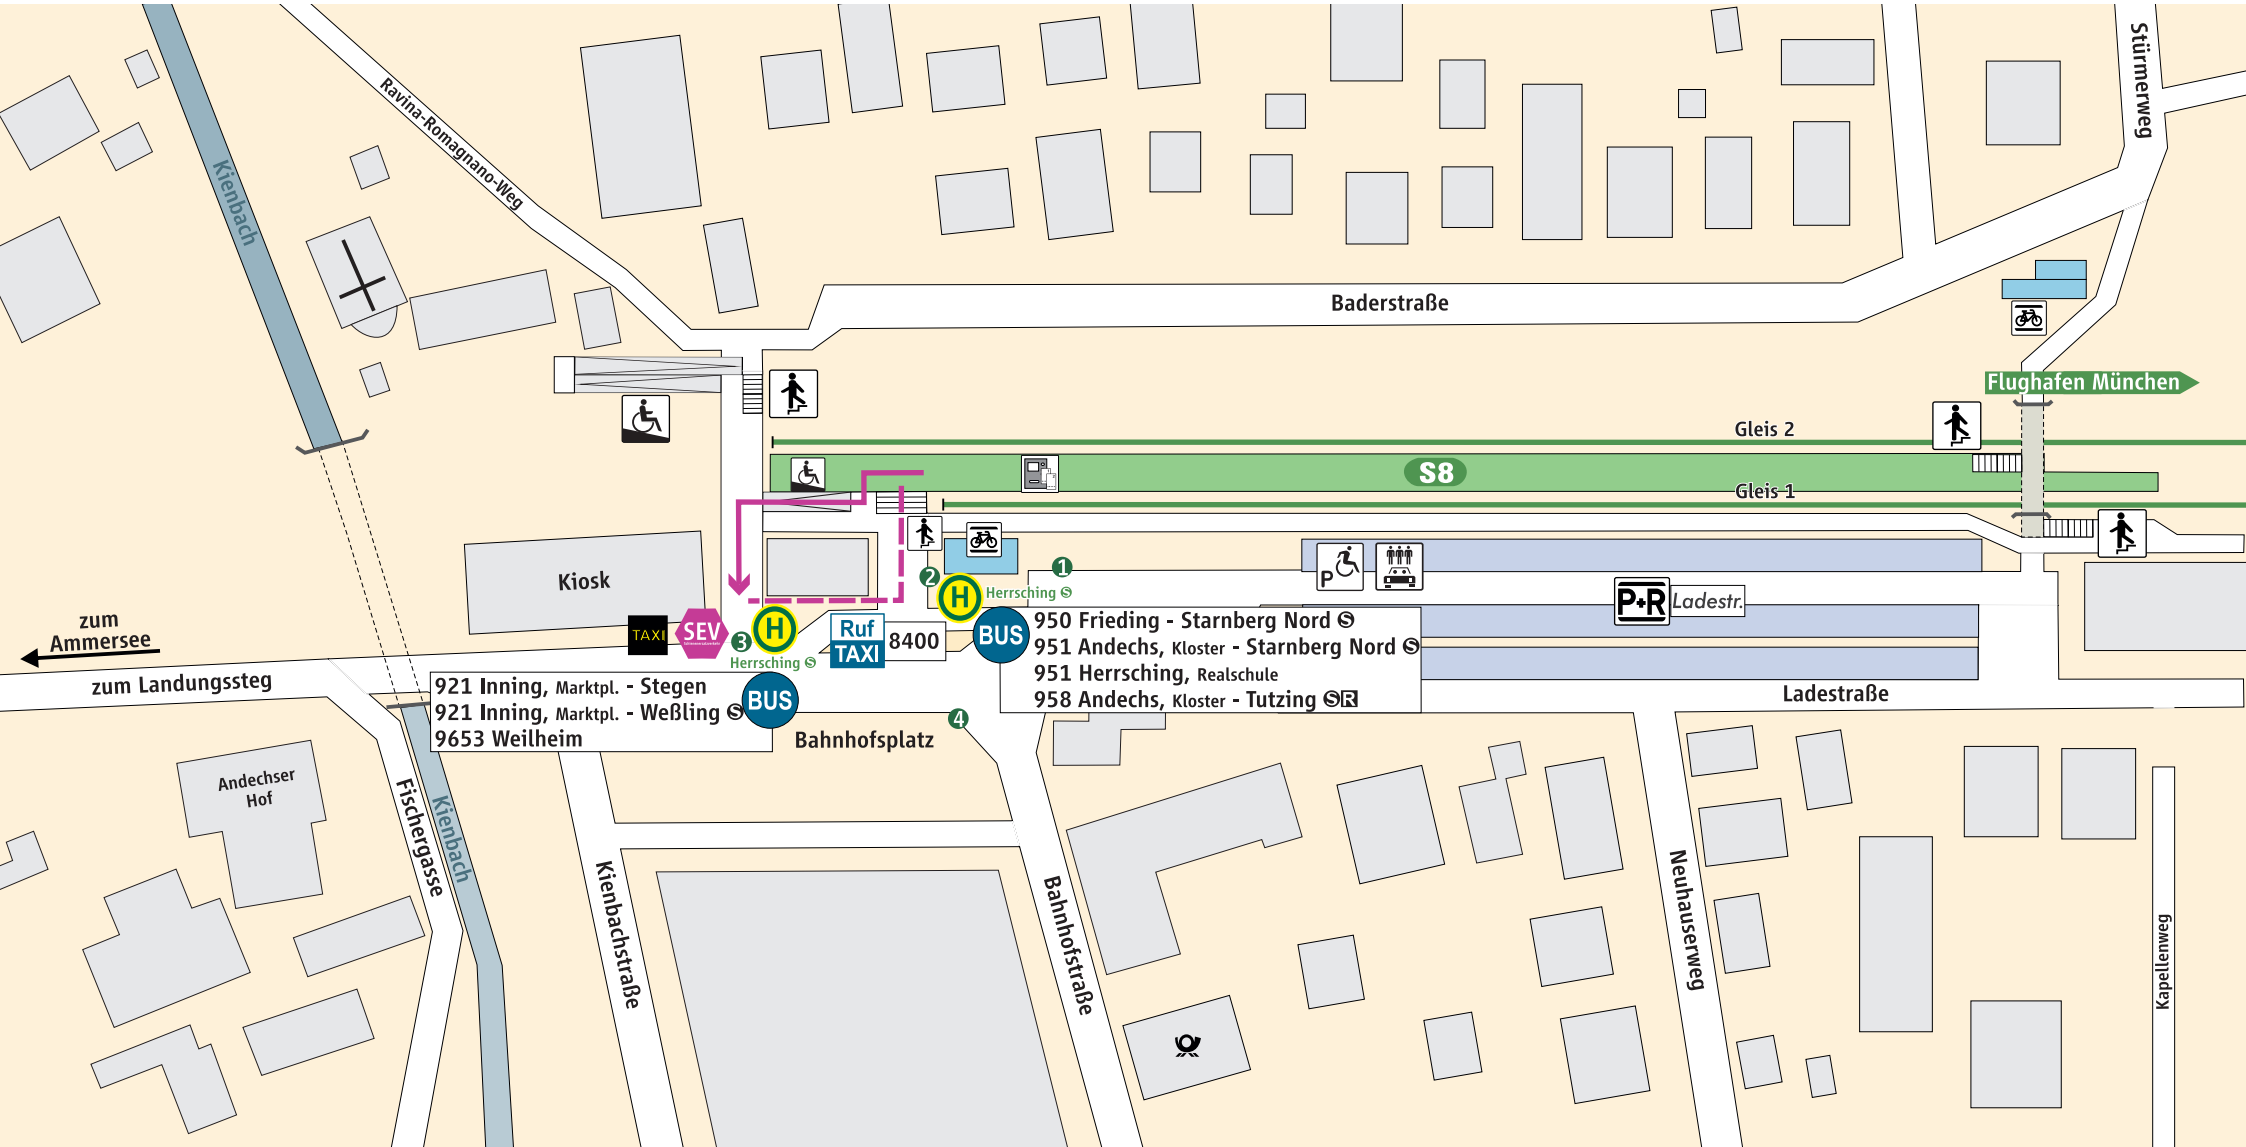 Stürmerweg
Ravina-Romagnano-Weg
Kienbach
Baderstraße
Flughafen München
Gleis 2
S8
Gleis 1
Kiosk
1
2
H
Herrsching S
P
P+R Ladestr.
zum
Ammersee
TAXI
SEV
3
H
Herrsching S
Ruf
TAXI
8400
BUS
950 Frieding - Starnberg Nord S
951 Andechs, Kloster - Starnberg Nord S
951 Herrsching, Realschule
958 Andechs, Kloster - Tutzing S R
zum Landungssteg
921 Inning, Marktpl. - Stegen
921 Inning, Marktpl. - Weßling S
9653 Weilheim
BUS
4
Bahnhofsplatz
Ladestraße
Andechser
Hof
Fischergasse
Kienbach
Kienbachstraße
Bahnhofstraße
Neuhauserweg
Kapellenweg